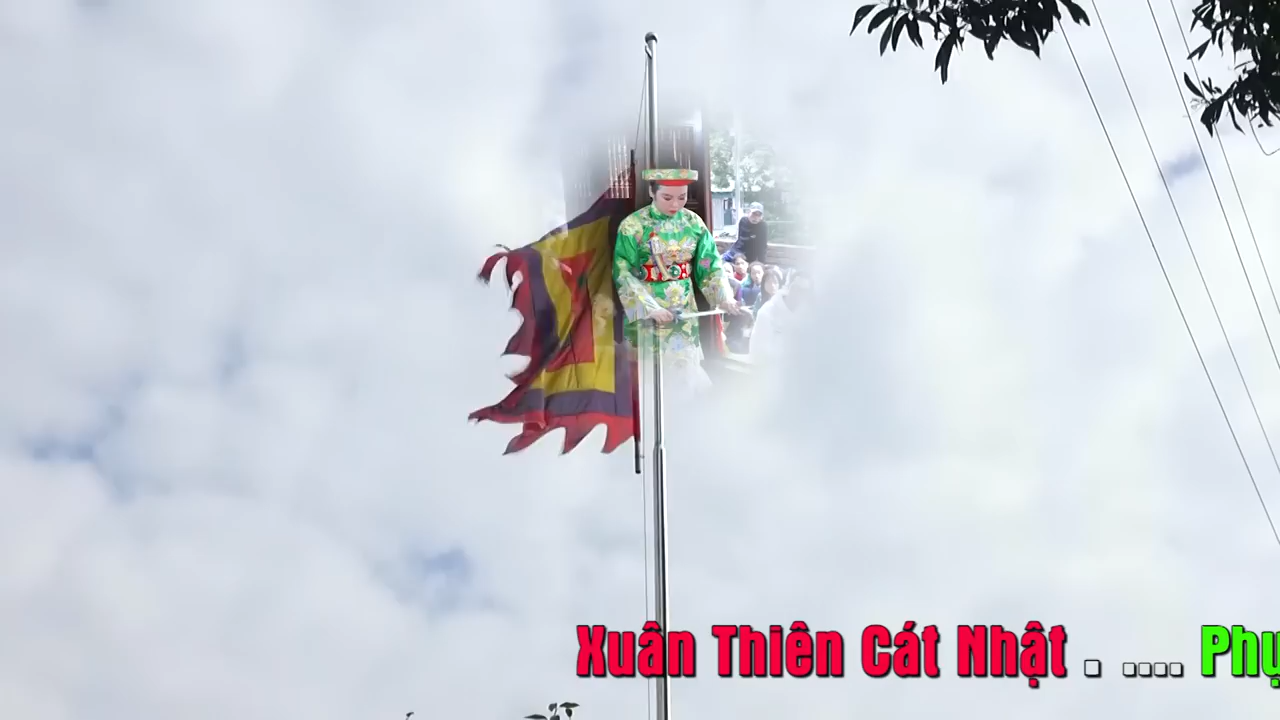 Xuân Thiên Cát Nhật . .... Phụ